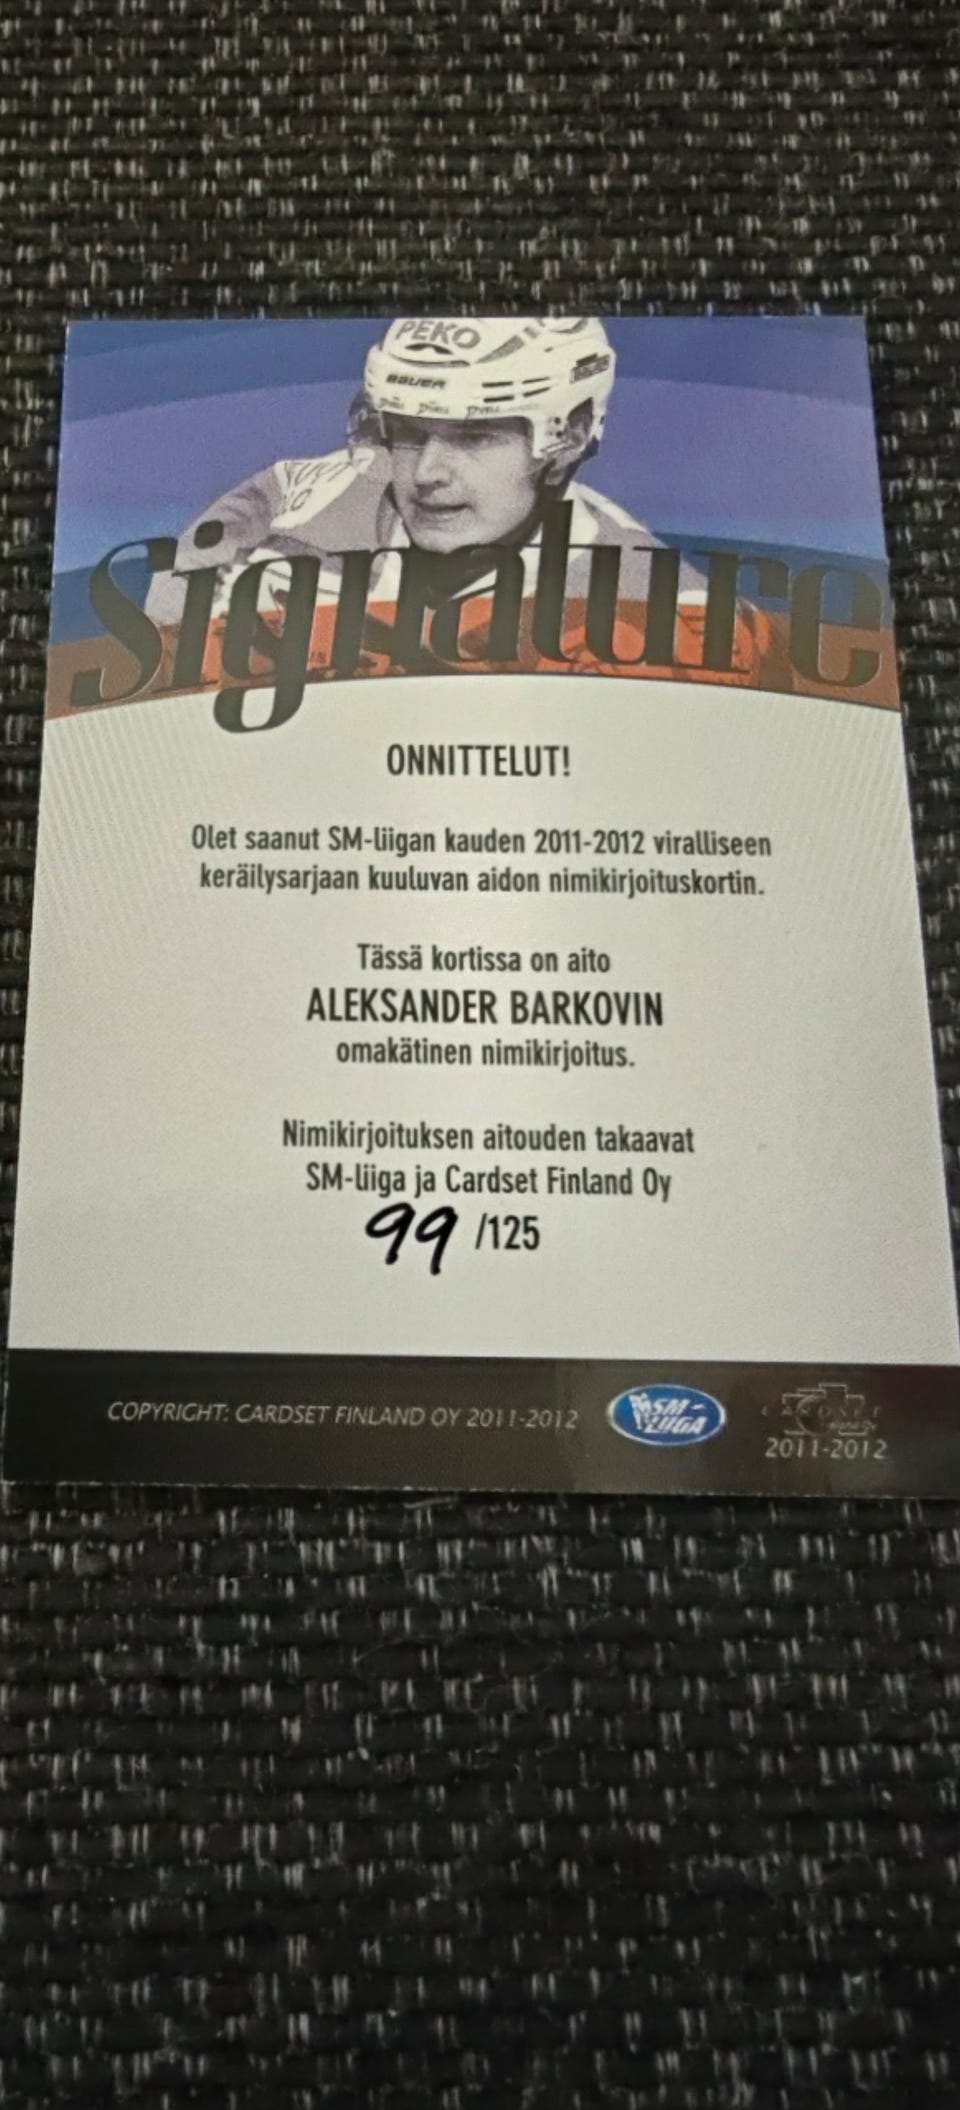 PEKO
BAUER
Signature
ONNITTELUT!
Olet saanut SM-liigan kauden 2011-2012 viralliseen
keräilysarjaan kuuluvan aidon nimikirjoituskortin.
Tässä kortissa on aito
ALEKSANDER BARKOVIN
omakätinen nimikirjoitus.
Nimikirjoituksen aitouden takaavat
SM-liiga ja Cardset Finland Oy
99 /125
COPYRIGHT: CARDSET FINLAND OY 2011-2012
SM-
LIIGA
CARDSET
2011-2012